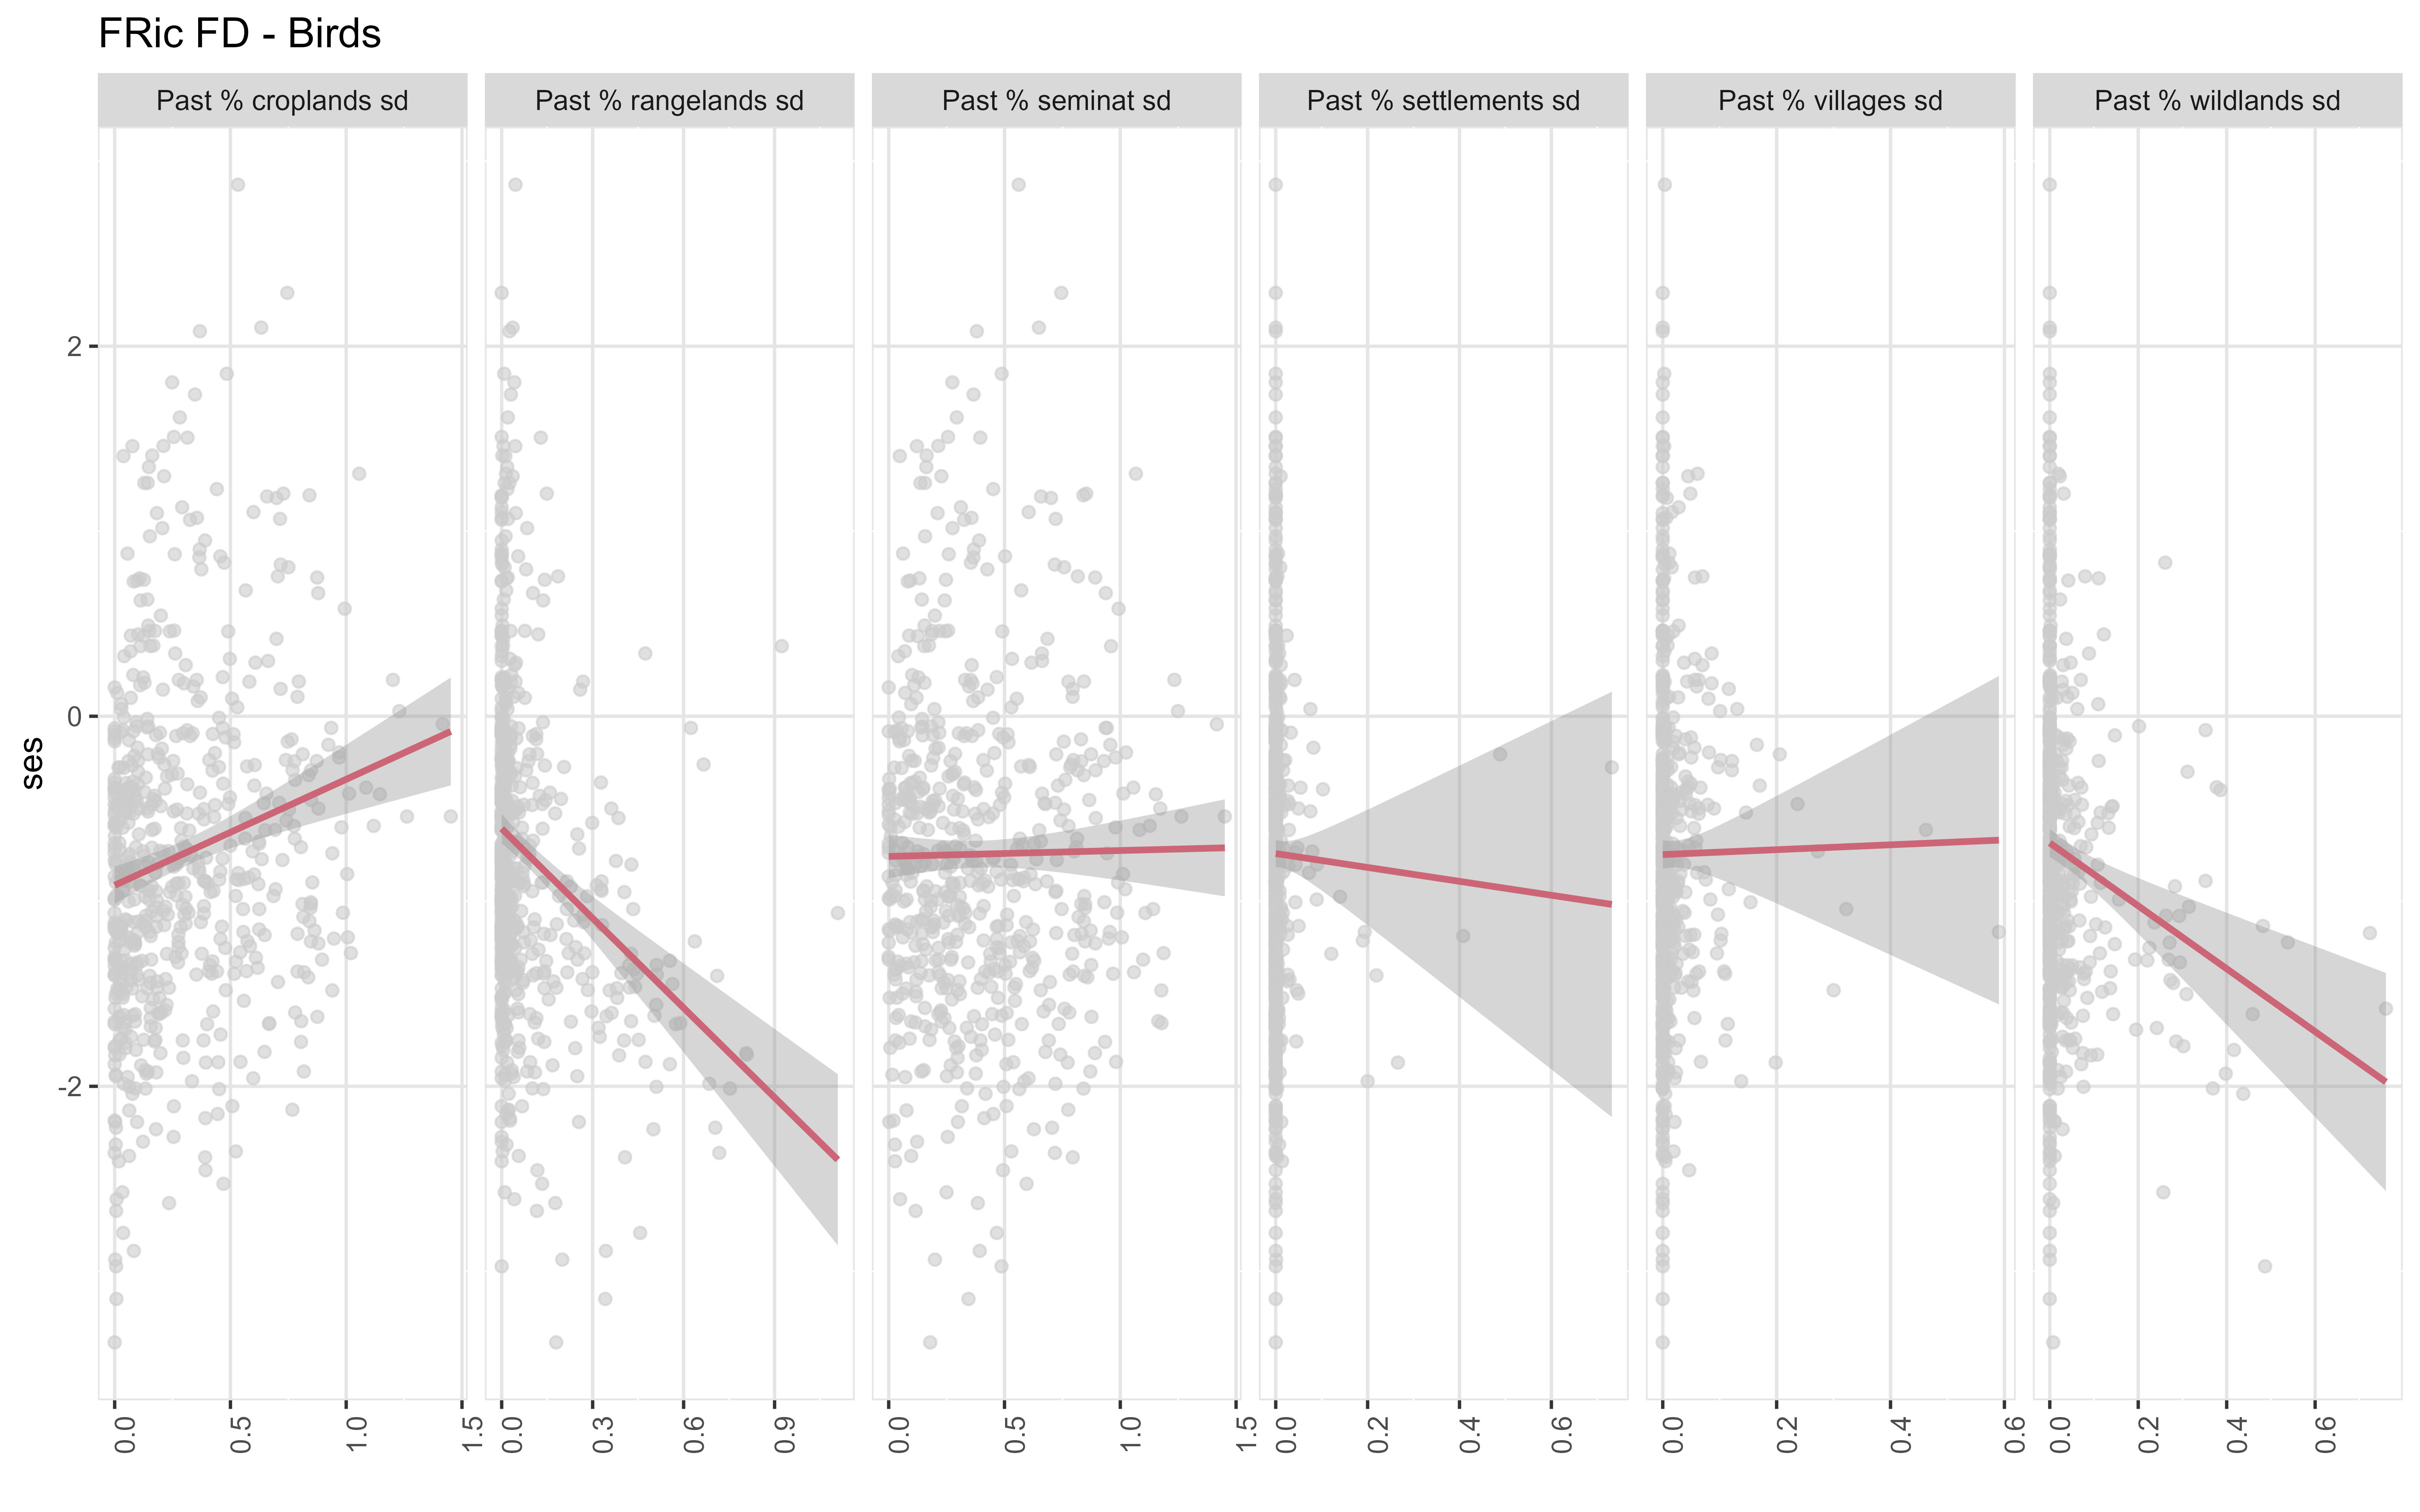 FRic FD - Birds
Past % croplands sd Past % rangelands sd Past % seminat sd Past % settlements sd Past % villages sd Past % wildlands sd
2
0
-2
ses
0.0 0.5 1.0 1.5 0.0 0.3 0.6 0.9 0.0 0.5 1.0 1.5 0.0 0.2 0.4 0.6 0.0 0.2 0.4 0.6 0.0 0.2 0.4 0.6